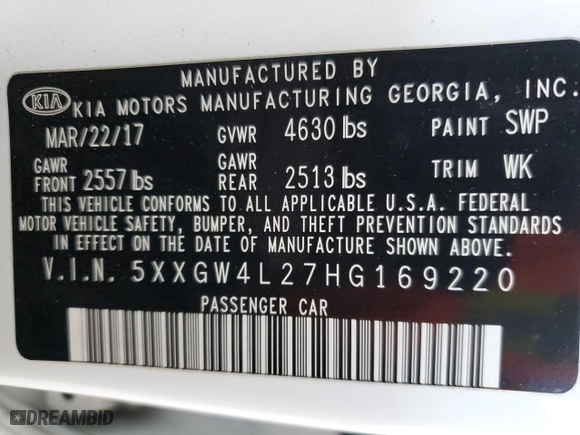 MANUFACTURED BY
KIA KIA MOTORS MANUFACTURING GEORGIA, INC.
MAR/22/17 GVWR 4630 lbs PAINT SWP
GAWR FRONT 2557 lbs GAWR REAR 2513 lbs TRIM WK
THIS VEHICLE CONFORMS TO ALL APPLICABLE U.S.A. FEDERAL
MOTOR VEHICLE SAFETY, BUMPER, AND THEFT PREVENTION STANDARDS
IN EFFECT ON THE DATE OF MANUFACTURE SHOWN ABOVE.
V.I.N. 5XXGW4L27HG169220
PASSENGER CAR
DREAMBID